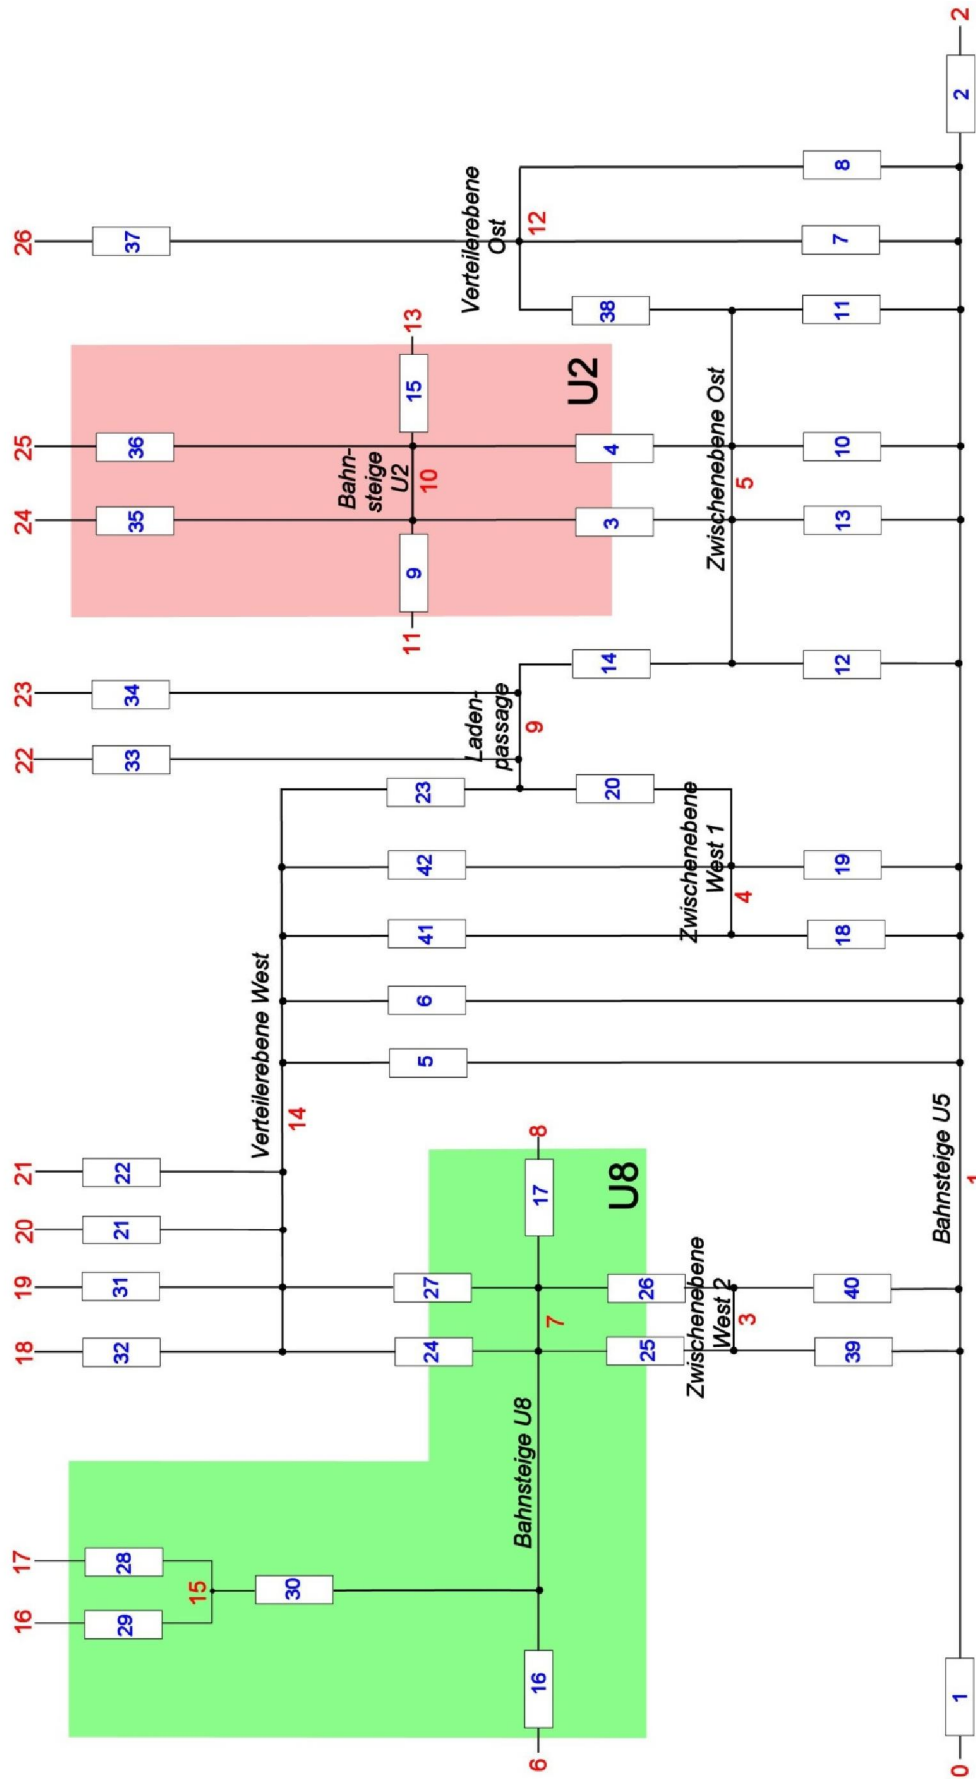 16 17 18 19 20 21 22 23 24 25 26
29 28 32 31 21 22 33 34 35 36 37
15
Verteilerebene West
30
14
Bahn-
steige
U2
11 9 15 13
10
24 27 5 6 41 42 23
Verteilerebene
Ost
12
Laden-
passage
9
Bahnsteige U8
6 16 17 8
7
U2
20 14 3 4 38
U8
25 26
Zwischenebene
West 2
3
Zwischenebene
West 1
4
Zwischenebene Ost
5
39 40 18 19 12 13 10 11 7 8
Bahnsteige U5
0 1 2 2
1